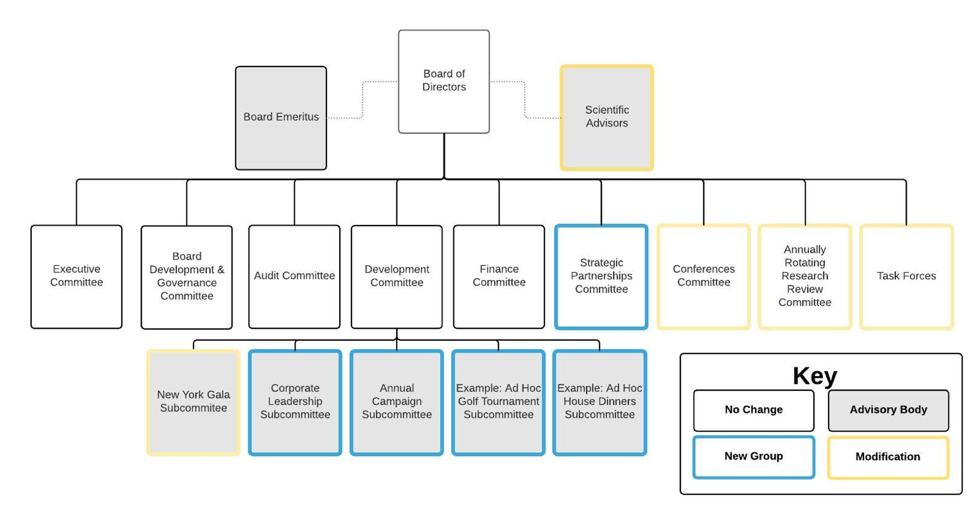 Board of
Directors
Board Emeritus
Scientific
Advisors
Executive
Committee
Board
Development &
Governance
Committee
Audit Committee
Development
Committee
Finance
Committee
Strategic
Partnerships
Committee
Conferences
Committee
Annually
Rotating
Research
Review
Committee
Task Forces
New York Gala
Subcommitee
Corporate
Leadership
Subcommittee
Annual
Campaign
Subcommittee
Example: Ad Hoc
Golf Tournament
Subcommittee
Example: Ad Hoc
House Dinners
Subcommittee
Key
No Change
Advisory Body
New Group
Modification